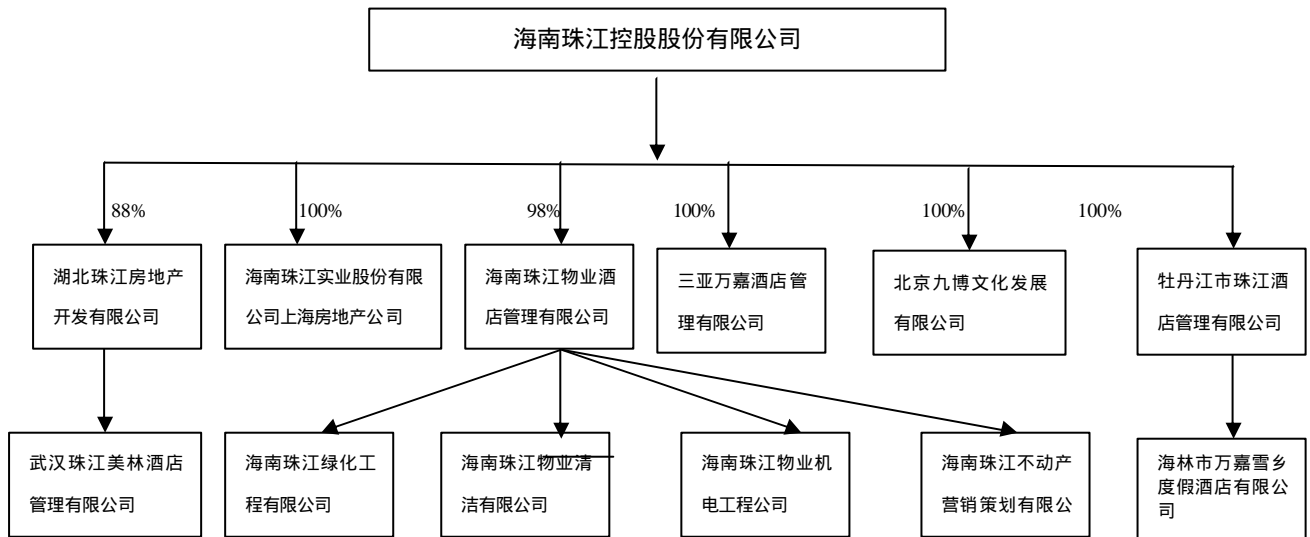 海南珠江控股股份有限公司
88%
100%
98%
100%
100%
100%
湖北珠江房地产
开发有限公司
海南珠江实业股份有限
公司上海房地产公司
海南珠江物业酒
店管理有限公司
三亚万嘉酒店管
理有限公司
北京九博文化发展
有限公司
牡丹江市珠江酒
店管理有限公司
武汉珠江美林酒店
管理有限公司
海南珠江绿化工
程有限公司
海南珠江物业清
洁有限公司
海南珠江物业机
电工程公司
海南珠江不动产
营销策划有限公
海林市万嘉雪乡
度假酒店有限公
司